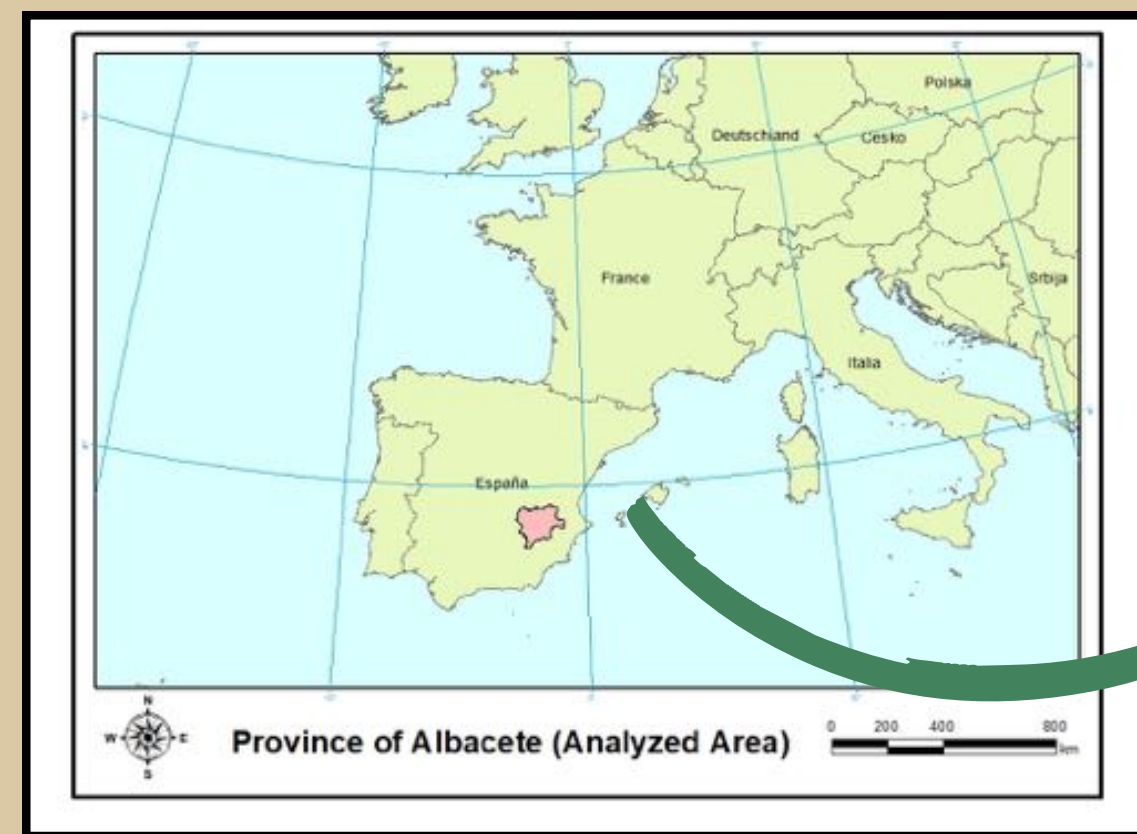 Polska
Deutschland
Cesko
France
Srbija
Italia
España
N
W E
S
Province of Albacete (Analyzed Area)
0 200 400 800
km